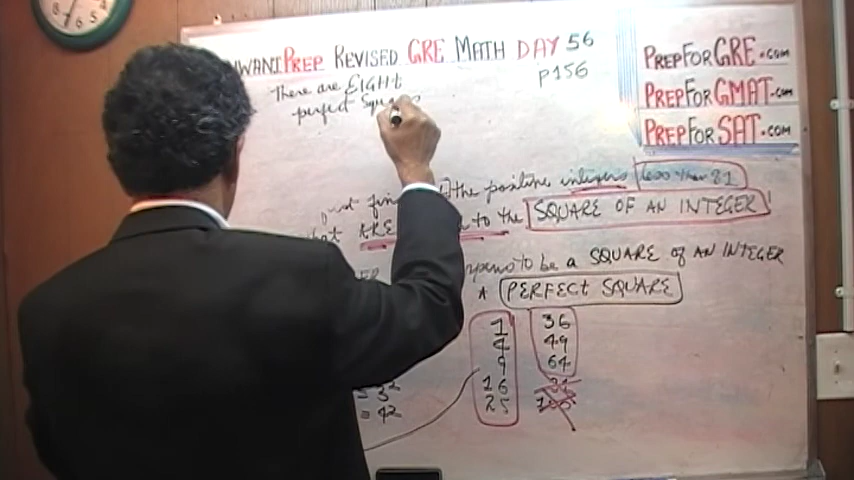 PREP REVISED GRE MATH DAY 56
p156
PREPFORGRE.COM
PREPFORGMAT.COM
PREPFORSAT.COM
There are EIGHT
perfect
the positive integers less than 81
that ARE to the SQUARE OF AN INTEGER
to be a SQUARE OF AN INTEGER
A PERFECT SQUARE
1 36
4 49
9 64
16
25
= 3²
= 4²